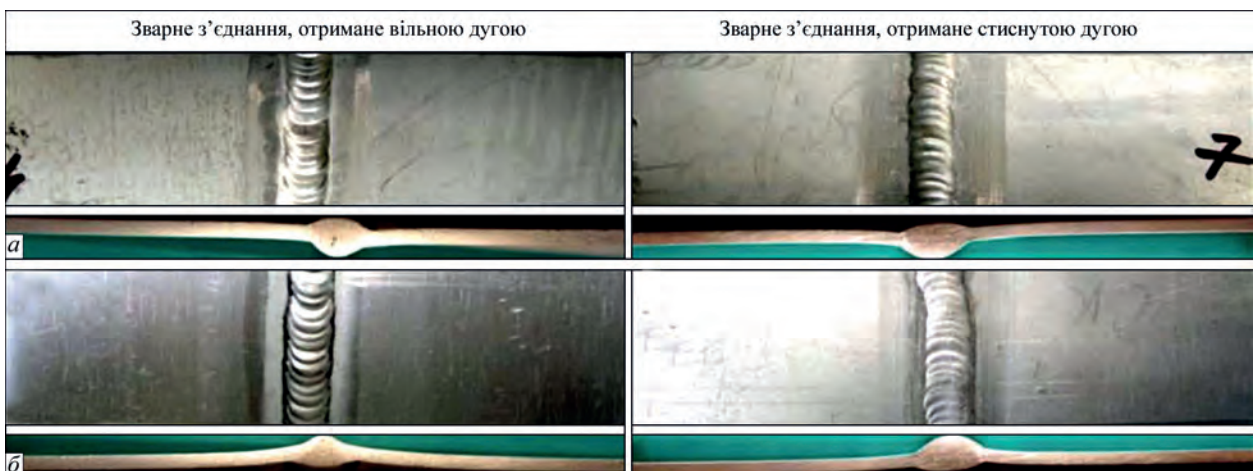 Зварне з’єднання, отримане вільною дугою
Зварне з’єднання, отримане стиснутою дугою
7
а
б